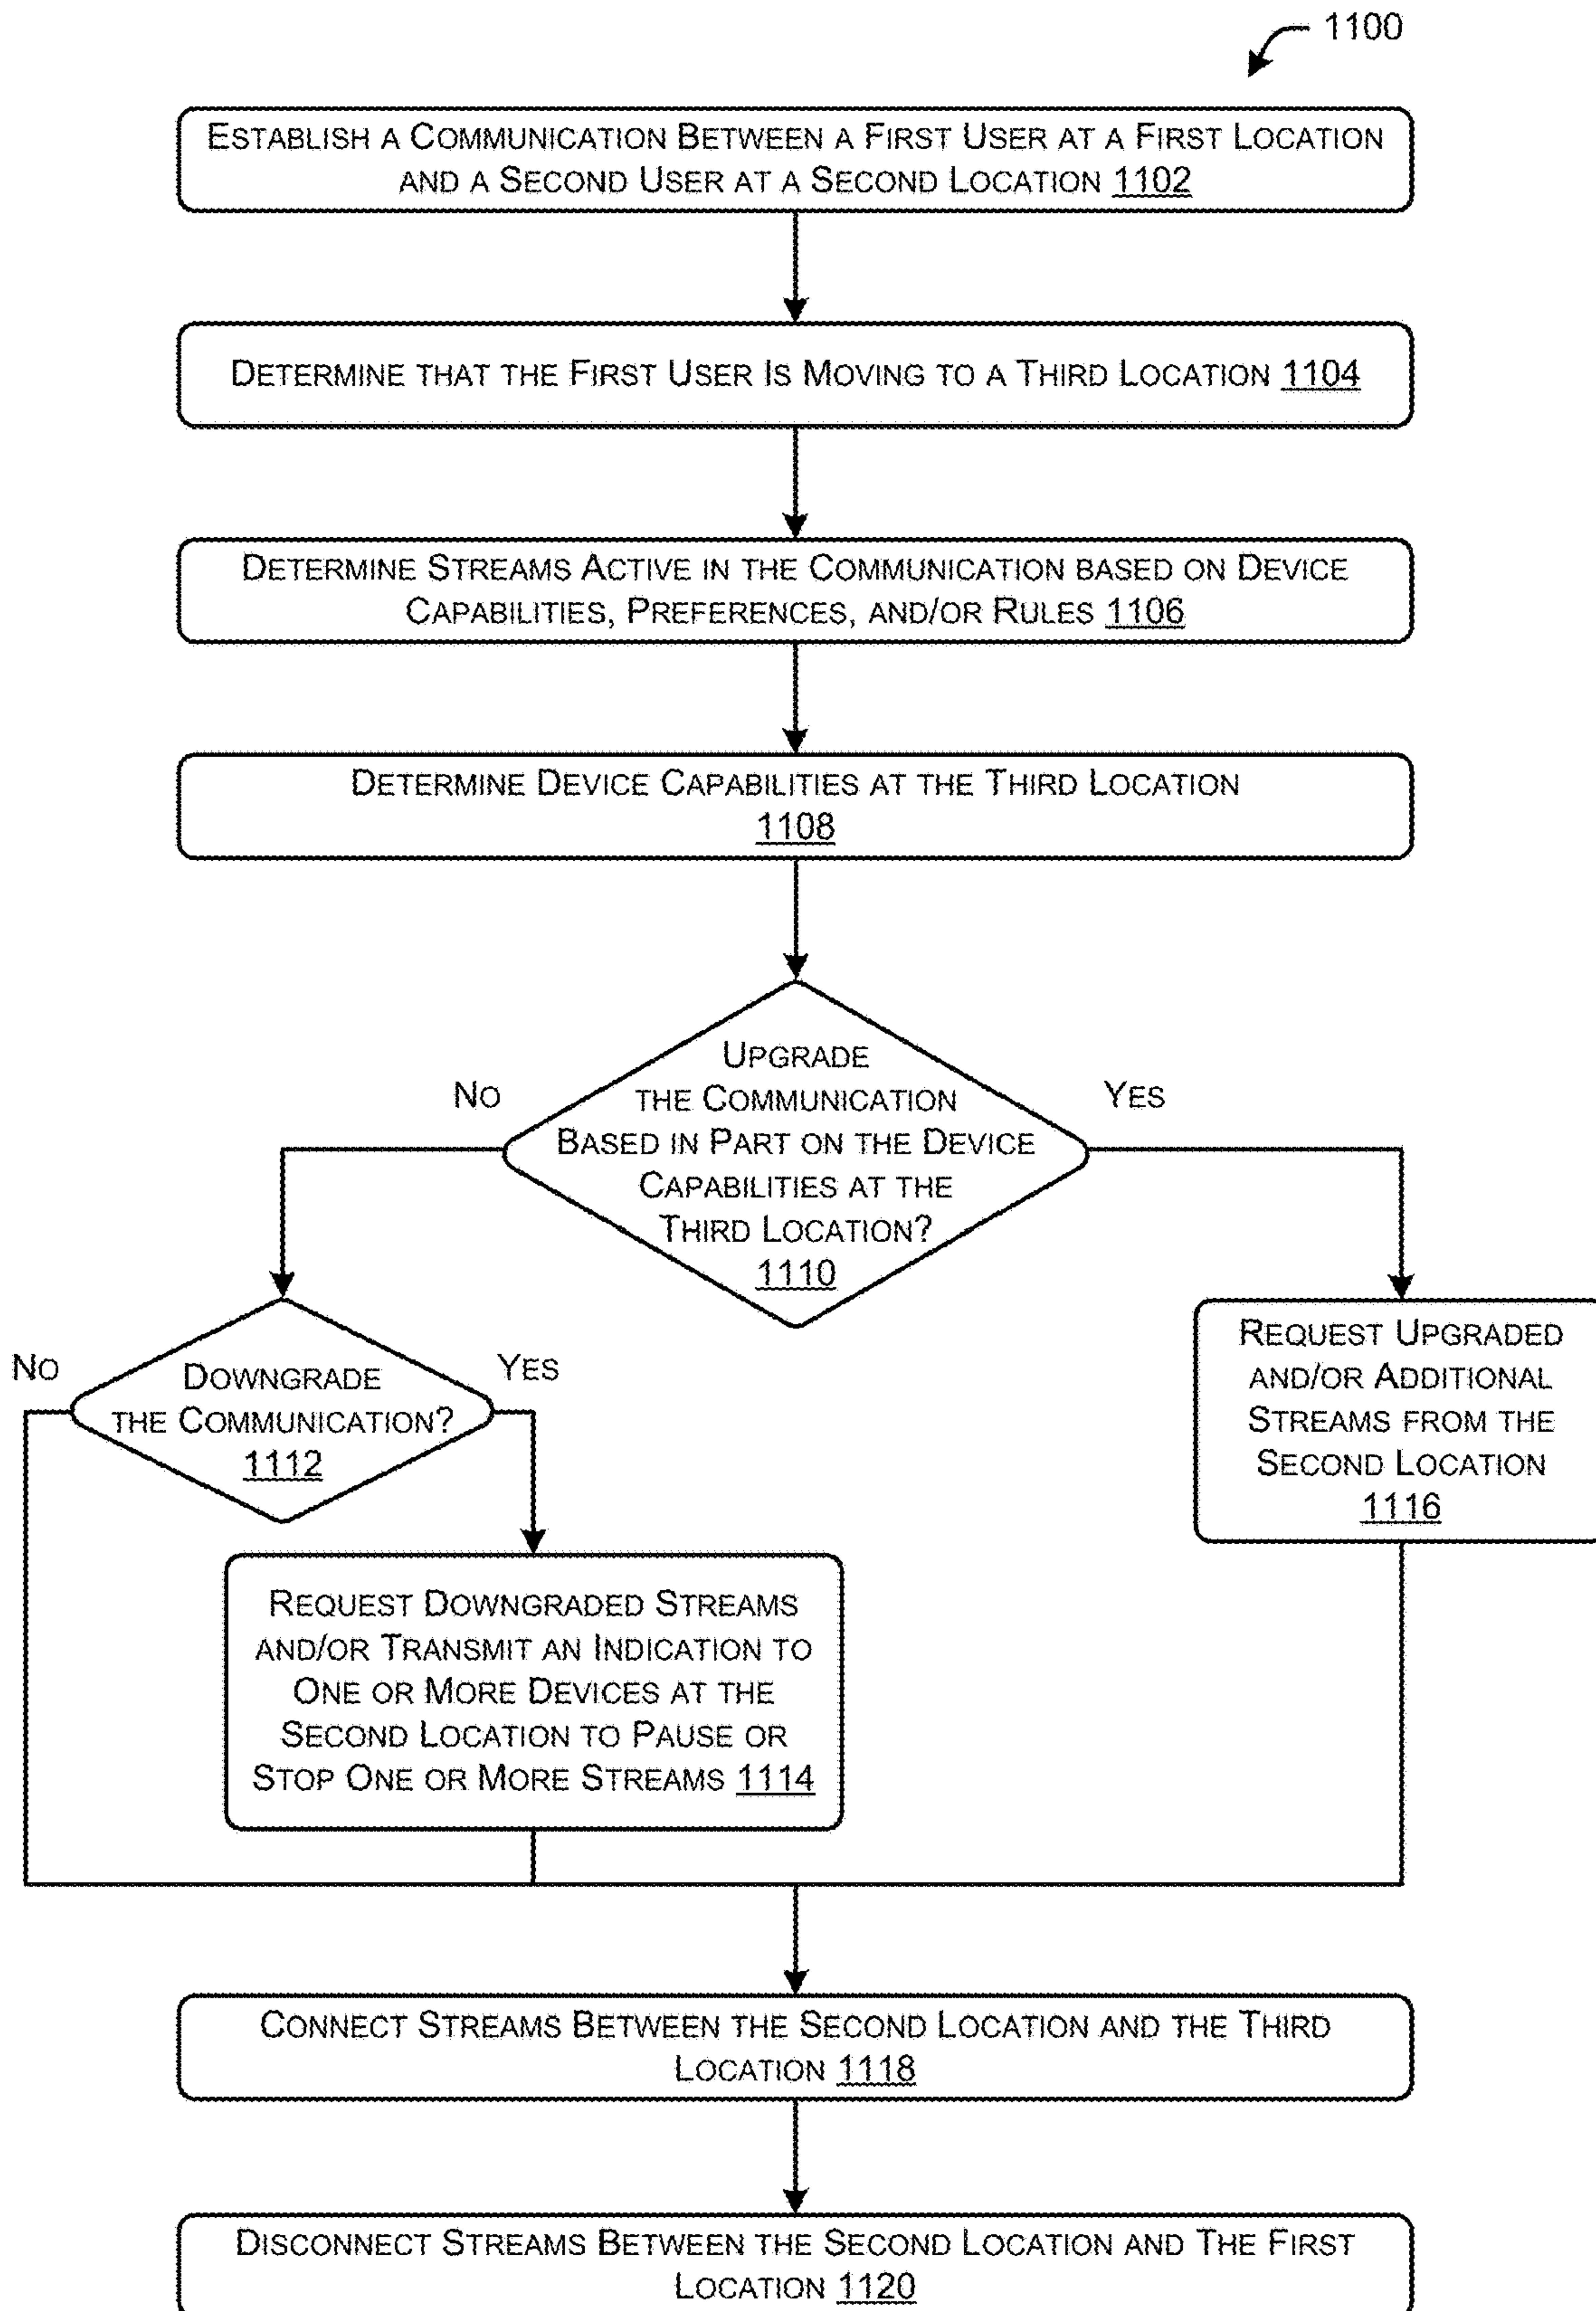 1100
ESTABLISH A COMMUNICATION BETWEEN A FIRST USER AT A FIRST LOCATION
AND A SECOND USER AT A SECOND LOCATION 1102
DETERMINE THAT THE FIRST USER IS MOVING TO A THIRD LOCATION 1104
DETERMINE STREAMS ACTIVE IN THE COMMUNICATION BASED ON DEVICE
CAPABILITIES, PREFERENCES, AND/OR RULES 1106
DETERMINE DEVICE CAPABILITIES AT THE THIRD LOCATION
1108
UPGRADE
THE COMMUNICATION
BASED IN PART ON THE DEVICE
CAPABILITIES AT THE
THIRD LOCATION?
1110
NO
YES
DOWNGRADE
THE COMMUNICATION?
1112
NO
YES
REQUEST DOWNGRADED STREAMS
AND/OR TRANSMIT AN INDICATION TO
ONE OR MORE DEVICES AT THE
SECOND LOCATION TO PAUSE OR
STOP ONE OR MORE STREAMS 1114
REQUEST UPGRADED
AND/OR ADDITIONAL
STREAMS FROM THE
SECOND LOCATION
1116
CONNECT STREAMS BETWEEN THE SECOND LOCATION AND THE THIRD
LOCATION 1118
DISCONNECT STREAMS BETWEEN THE SECOND LOCATION AND THE FIRST
LOCATION 1120